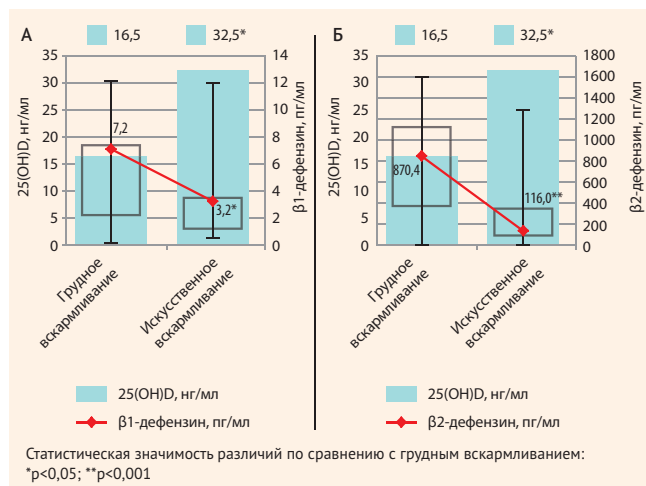 А
16,5 32,5*
25(OH)D, нг/мл
35
30
25
20
15
10
5
0
14
12
10
8
6
4
2
0
β1-дефензин, пг/мл
7,2
3,2*
Грудное
вскармливание
Искусственное
вскармливание
25(OH)D, нг/мл
β1-дефензин, пг/мл
Б
16,5 32,5*
25(OH)D, нг/мл
35
30
25
20
15
10
5
0
1800
1600
1400
1200
1000
800
600
400
200
0
β2-дефензин, пг/мл
870,4
116,0**
Грудное
вскармливание
Искусственное
вскармливание
25(OH)D, нг/мл
β2-дефензин, пг/мл
Статистическая значимость различий по сравнению с грудным вскармливанием:
*p<0,05; **p<0,001